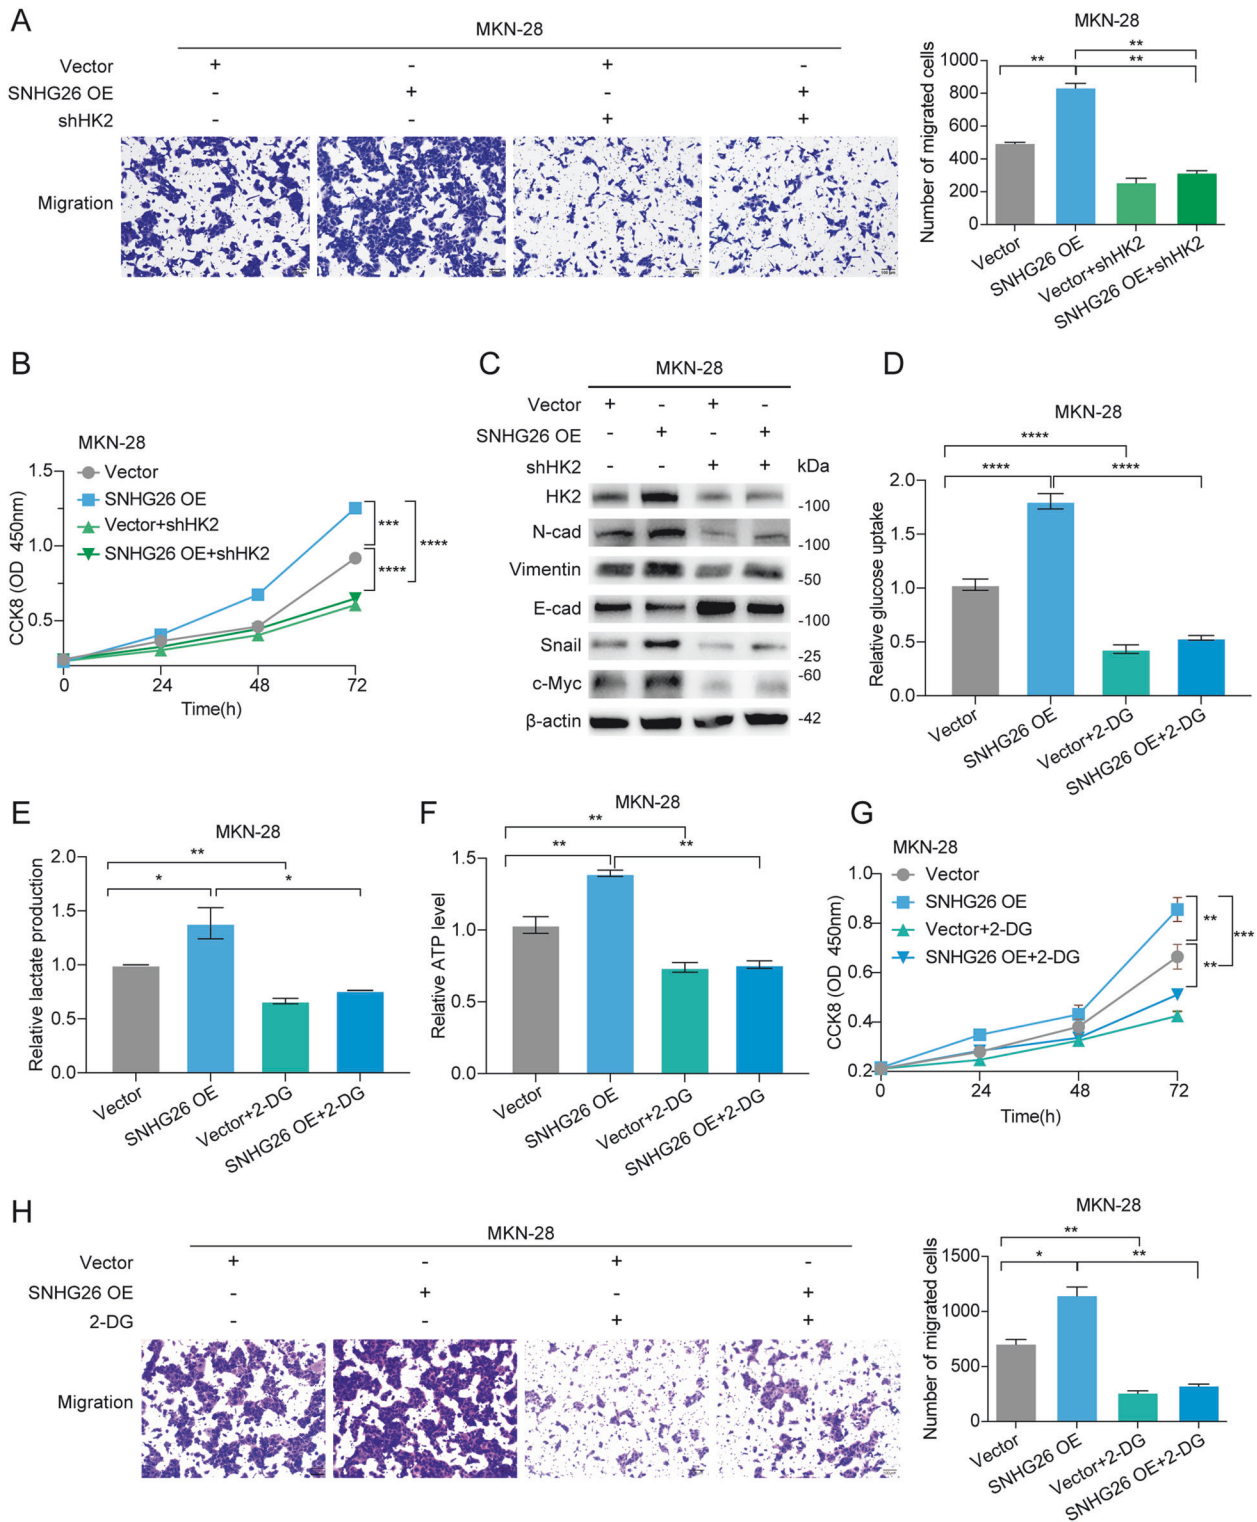 A
MKN-28
Vector + - + -
SNHG26 OE - + - +
shHK2 - - + +
Migration
MKN-28
Number of migrated cells
1000
800
600
400
200
0
** ** **
Vector
SNHG26 OE
Vector+shHK2
SNHG26 OE+shHK2
B
MKN-28
Vector
SNHG26 OE
Vector+shHK2
SNHG26 OE+shHK2
CCK8 (OD 450nm)
1.5
1.0
0.5
0 24 48 72
Time(h)
***
****
****
C
MKN-28
Vector + - + -
SNHG26 OE - + - +
shHK2 - - + + kDa
HK2 -100
N-cad -100
Vimentin -50
E-cad -100
Snail -25
c-Myc -60
β-actin -42
D
MKN-28
Relative glucose uptake
2.0
1.5
1.0
0.5
0.0
****
**** ****
Vector
SNHG26 OE
Vector+2-DG
SNHG26 OE+2-DG
E
MKN-28
Relative lactate production
2.0
1.5
1.0
0.5
0.0
**
* *
Vector
SNHG26 OE
Vector+2-DG
SNHG26 OE+2-DG
F
MKN-28
Relative ATP level
1.5
1.0
0.5
0.0
**
** **
Vector
SNHG26 OE
Vector+2-DG
SNHG26 OE+2-DG
G
MKN-28
Vector
SNHG26 OE
Vector+2-DG
SNHG26 OE+2-DG
CCK8 (OD 450nm)
1.0
0.8
0.6
0.4
0.2
0 24 48 72
Time(h)
**
***
**
H
MKN-28
Vector + - + -
SNHG26 OE - + - +
2-DG - - + +
Migration
MKN-28
Number of migrated cells
1500
1000
500
0
**
* **
Vector
SNHG26 OE
Vector+2-DG
SNHG26 OE+2-DG